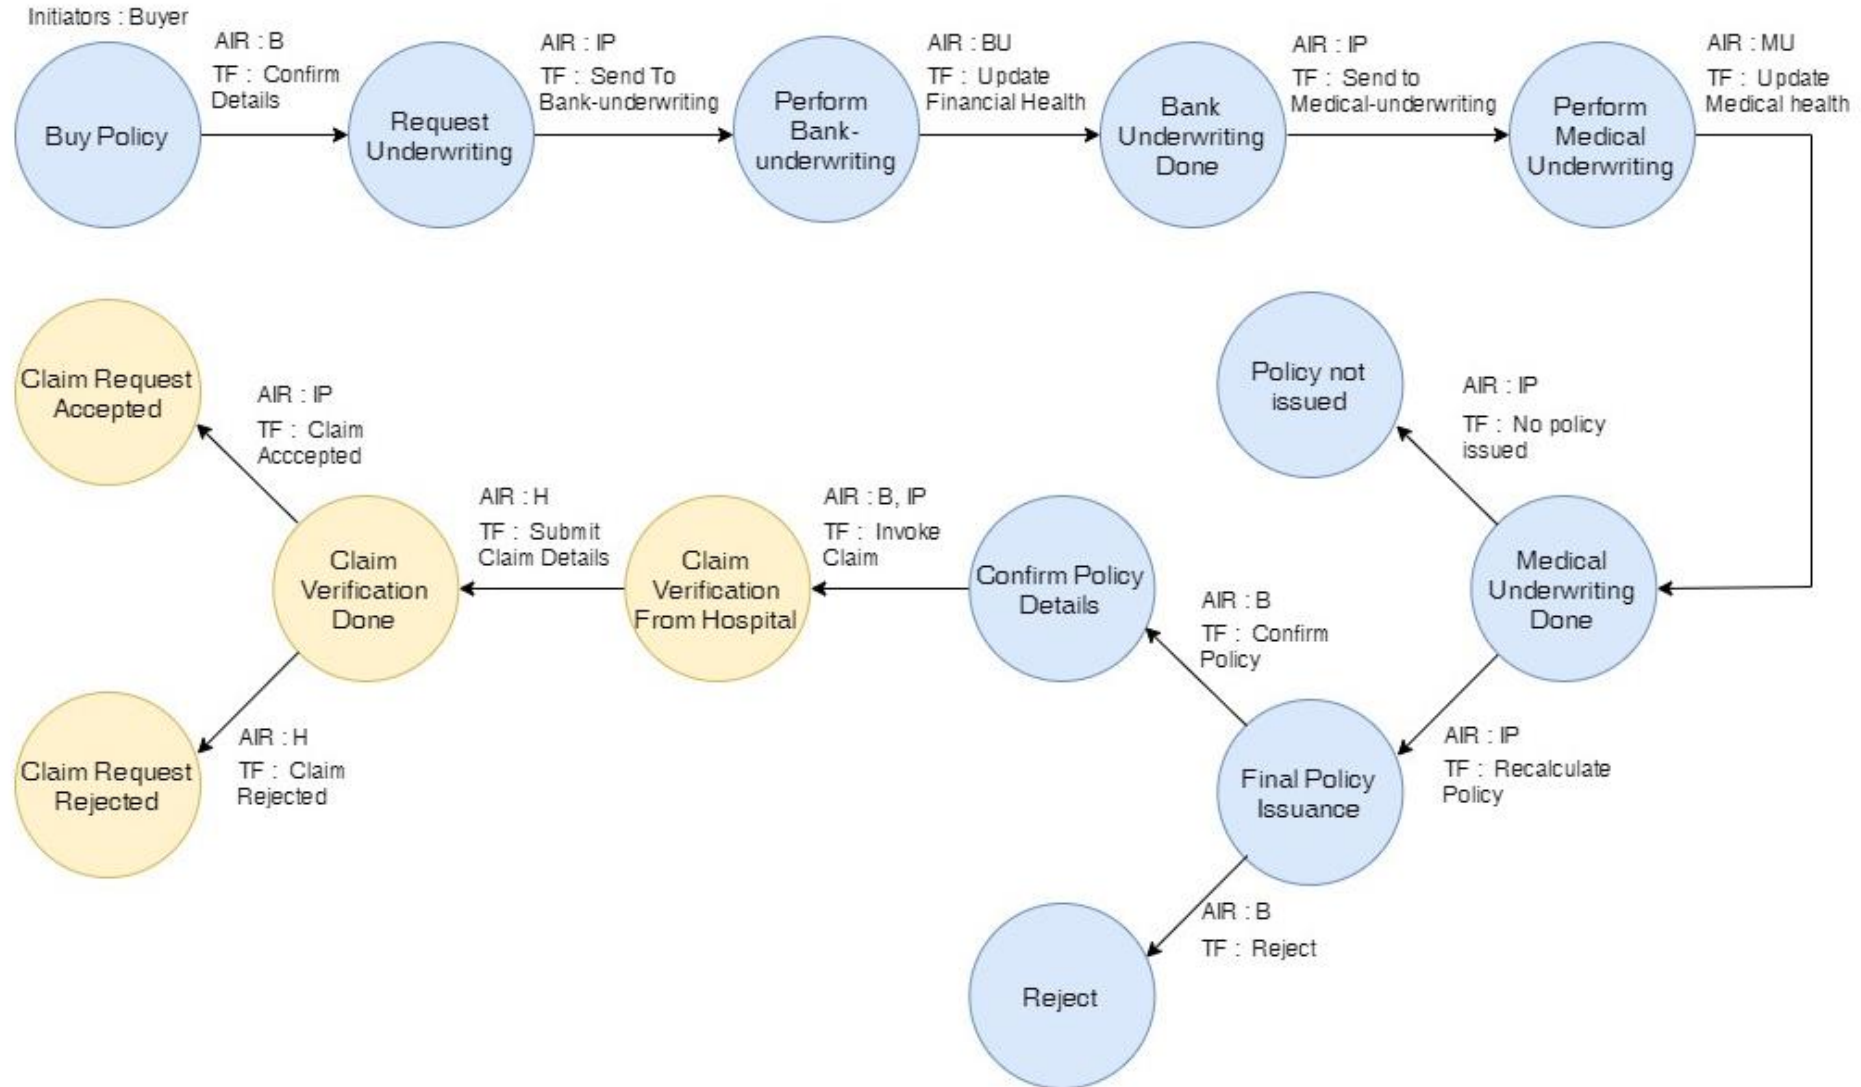 Initiators : Buyer
AIR : B
TF : Confirm
Details
AIR : IP
TF : Send To
Bank-underwriting
AIR : BU
TF : Update
Financial Health
AIR : IP
TF : Send to
Medical-underwriting
AIR : MU
TF : Update
Medical health
Buy Policy
Request
Underwriting
Perform
Bank-
underwriting
Bank
Underwriting
Done
Perform
Medical
Underwriting
Claim Request
Accepted
AIR : IP
TF : Claim
Acccepted
Policy not
issued
AIR : IP
TF : No policy
issued
AIR : H
TF : Submit
Claim Details
AIR : B, IP
TF : Invoke
Claim
Claim
Verification
Done
Claim
Verification
From Hospital
Confirm Policy
Details
AIR : B
TF : Confirm
Policy
Medical
Underwriting
Done
Claim Request
Rejected
AIR : H
TF : Claim
Rejected
Final Policy
Issuance
AIR : IP
TF : Recalculate
Policy
AIR : B
TF : Reject
Reject